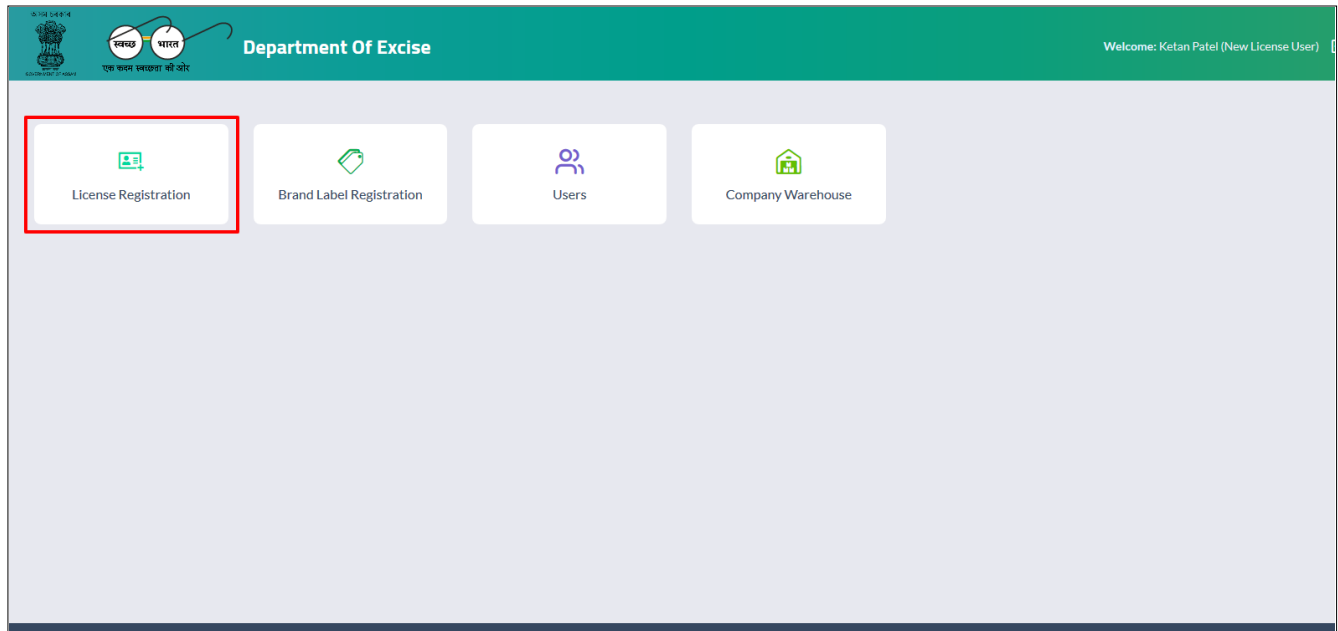 स्वच्छ भारत
एक कदम स्वच्छता की ओर
Department Of Excise
Welcome: Ketan Patel (New License User)
License Registration
Brand Label Registration
Users
Company Warehouse